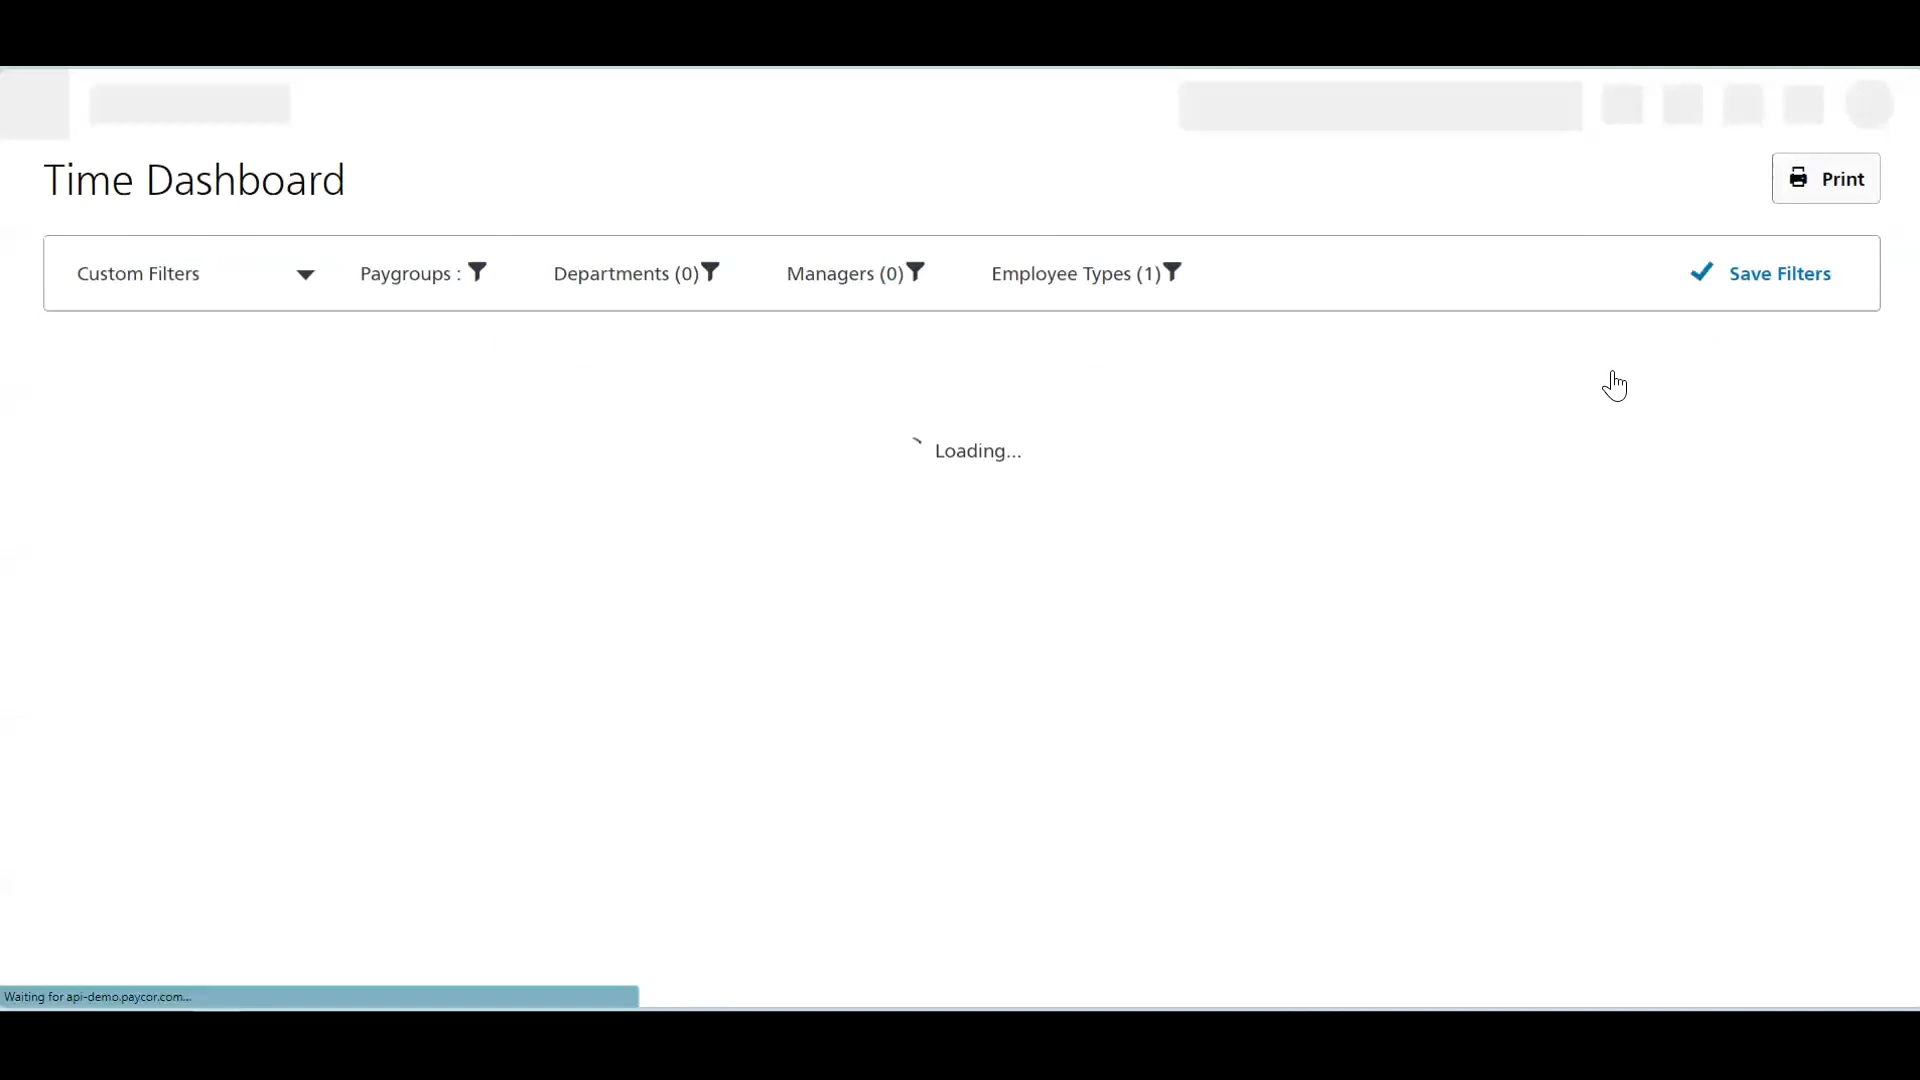 Time Dashboard
Print
Custom Filters Paygroups : Departments (0) Managers (0) Employee Types (1) Save Filters
Loading...
Waiting for api-demo.paycor.com...